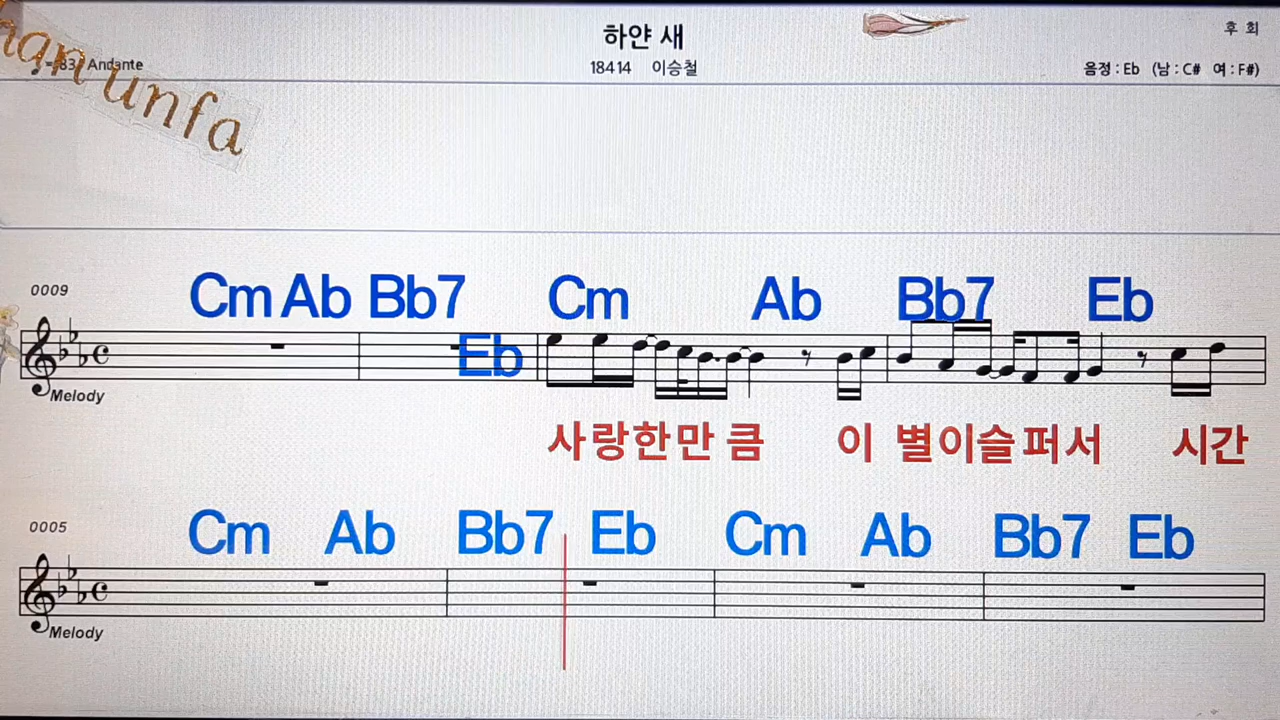 하얀 새
후 회
han unfa
♩ = 83 Andante
18414 이승철
음정 : Eb (남 : C# 여 : F#)
0009
Cm Ab Bb7 Eb Cm Ab Bb7 Eb
Melody
사랑한만 큼 이 별이슬퍼서 시간
0005
Cm Ab Bb7 Eb Cm Ab Bb7 Eb
Melody